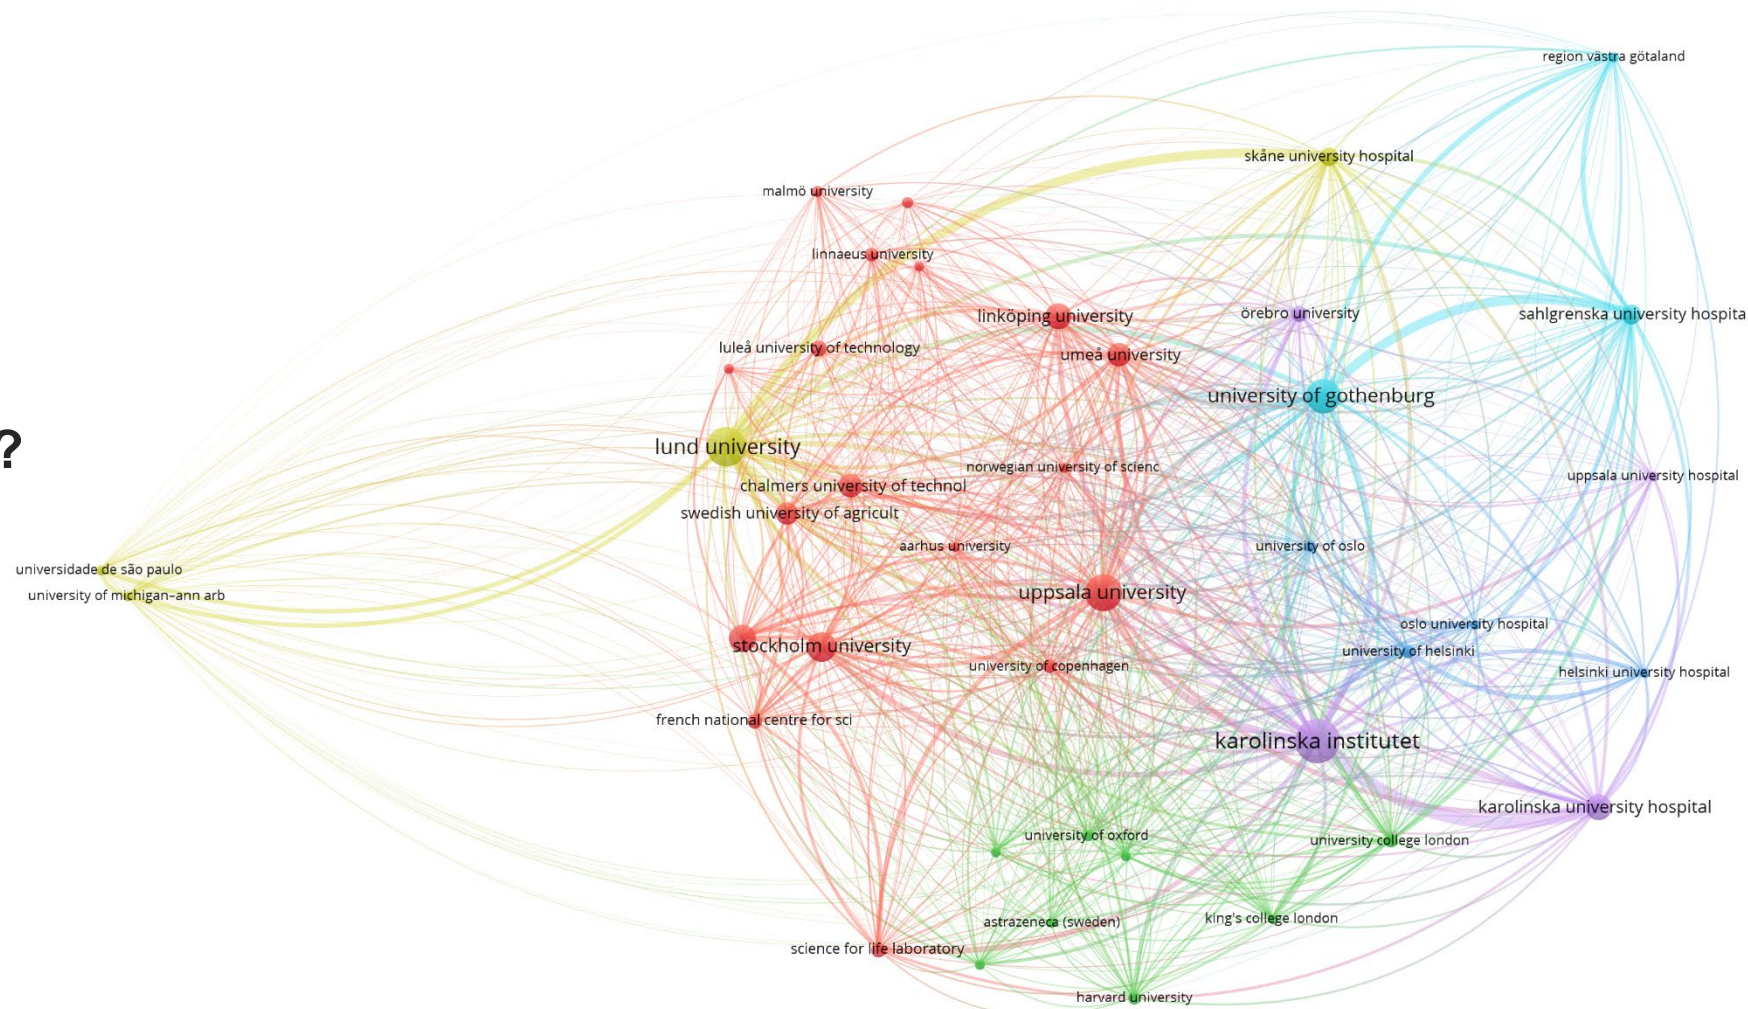 region västra götaland
skåne university hospital
malmö university
linnaeus university
linköping university
örebro university
sahlgrenska university hospita
luleå university of technology
umeå university
university of gothenburg
?
lund university
norwegian university of scienc
uppsala university hospital
chalmers university of technol
swedish university of agricult
aarhus university
university of oslo
universidade de são paulo
university of michigan–ann arb
uppsala university
oslo university hospital
stockholm university
university of helsinki
university of copenhagen
helsinki university hospital
french national centre for sci
karolinska institutet
karolinska university hospital
university of oxford
university college london
astrazeneca (sweden)
king's college london
science for life laboratory
harvard university